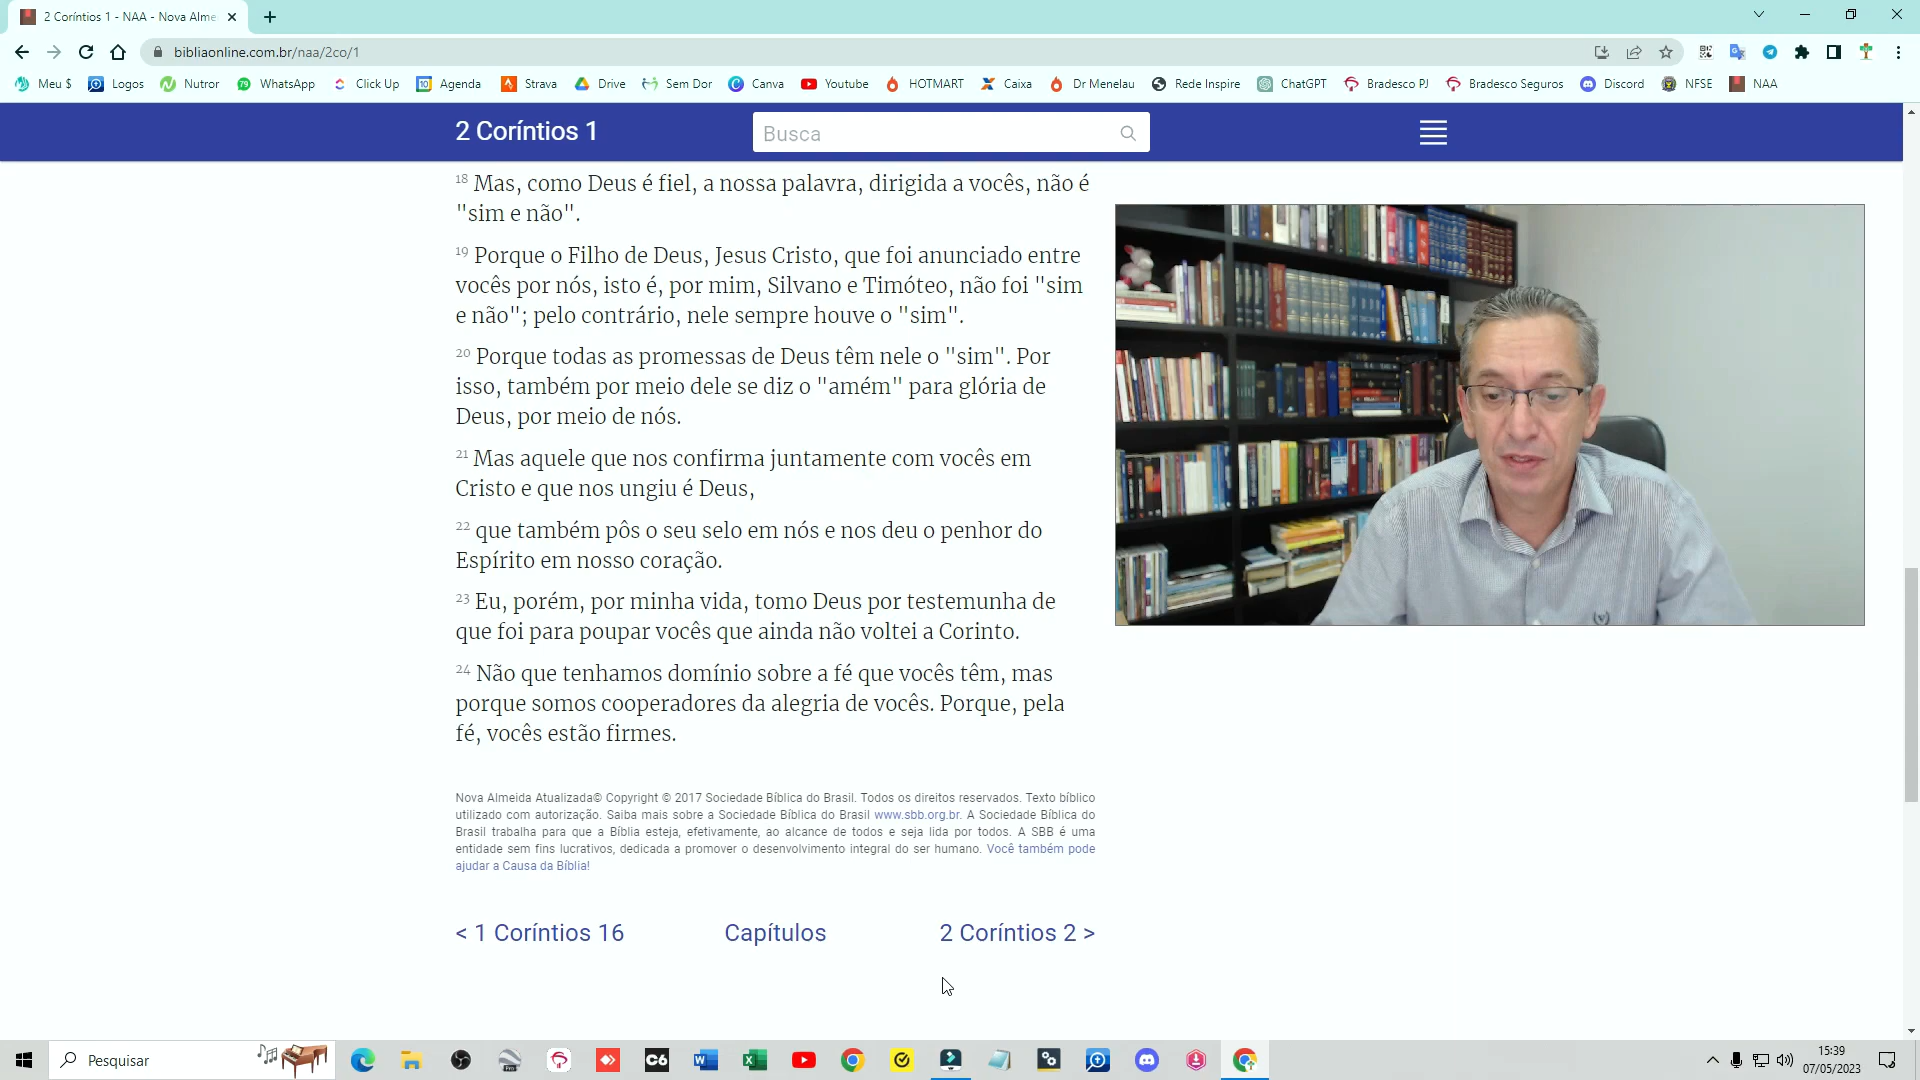 2 Coríntios 1 - NAA - Nova Alme
bibliaonline.com.br/naa/2co/1
Meu $ Logos Nutror 79 WhatsApp Click Up 10 Agenda Strava Drive Sem Dor Canva Youtube HOTMART Caixa Dr Menelau Rede Inspire ChatGPT Bradesco PJ Bradesco Seguros Discord NFSE NAA
2 Coríntios 1
Busca
18 Mas, como Deus é fiel, a nossa palavra, dirigida a vocês, não é
"sim e não".
19 Porque o Filho de Deus, Jesus Cristo, que foi anunciado entre
vocês por nós, isto é, por mim, Silvano e Timóteo, não foi "sim
e não"; pelo contrário, nele sempre houve o "sim".
20 Porque todas as promessas de Deus têm nele o "sim". Por
isso, também por meio dele se diz o "amém" para glória de
Deus, por meio de nós.
21 Mas aquele que nos confirma juntamente com vocês em
Cristo e que nos ungiu é Deus,
22 que também pôs o seu selo em nós e nos deu o penhor do
Espírito em nosso coração.
23 Eu, porém, por minha vida, tomo Deus por testemunha de
que foi para poupar vocês que ainda não voltei a Corinto.
24 Não que tenhamos domínio sobre a fé que vocês têm, mas
porque somos cooperadores da alegria de vocês. Porque, pela
fé, vocês estão firmes.
Nova Almeida Atualizada© Copyright © 2017 Sociedade Bíblica do Brasil. Todos os direitos reservados. Texto bíblico
utilizado com autorização. Saiba mais sobre a Sociedade Bíblica do Brasil www.sbb.org.br. A Sociedade Bíblica do
Brasil trabalha para que a Bíblia esteja, efetivamente, ao alcance de todos e seja lida por todos. A SBB é uma
entidade sem fins lucrativos, dedicada a promover o desenvolvimento integral do ser humano. Você também pode
ajudar a Causa da Bíblia!
< 1 Coríntios 16 Capítulos 2 Coríntios 2 >
Pesquisar
15:39
07/05/2023